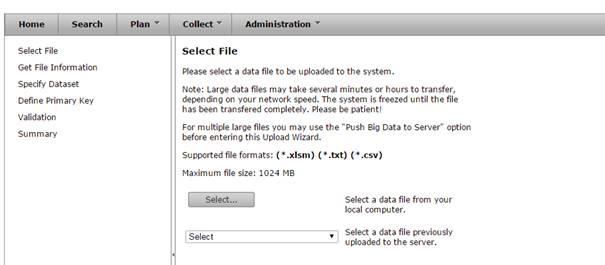 Home Search Plan Collect Administration
Select File
Get File Information
Specify Dataset
Define Primary Key
Validation
Summary
Select File
Please select a data file to be uploaded to the system.
Note: Large data files may take several minutes or hours to transfer,
depending on your network speed. The system is freezed until the file
has been transfered completely. Please be patient!
For multiple large files you may use the "Push Big Data to Server" option
before entering this Upload Wizard.
Supported file formats: (*.xlsm) (*.txt) (*.csv)
Maximum file size: 1024 MB
Select...
Select a data file from your
local computer.
Select
Select a data file previously
uploaded to the server.